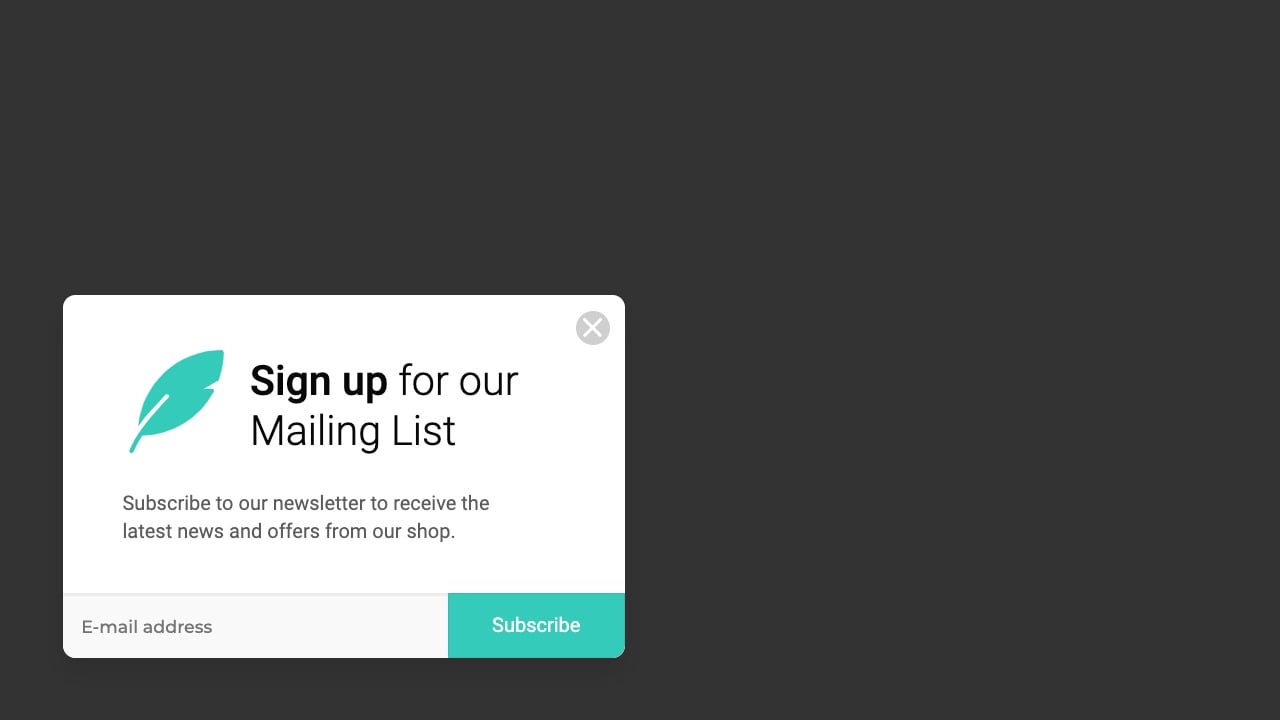 Sign up for our
Mailing List
Subscribe to our newsletter to receive the
latest news and offers from our shop.
E-mail address
Subscribe